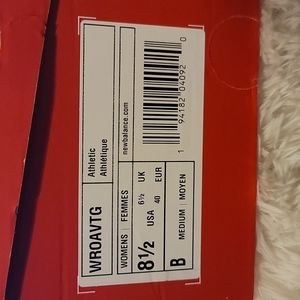 Athletic
Athlétique
newbalance.com
WROAVTG
WOMENS | FEMMES
8½
6½ UK
USA
40 EUR
B
MEDIUM | MOYEN
1 94182 04092 0